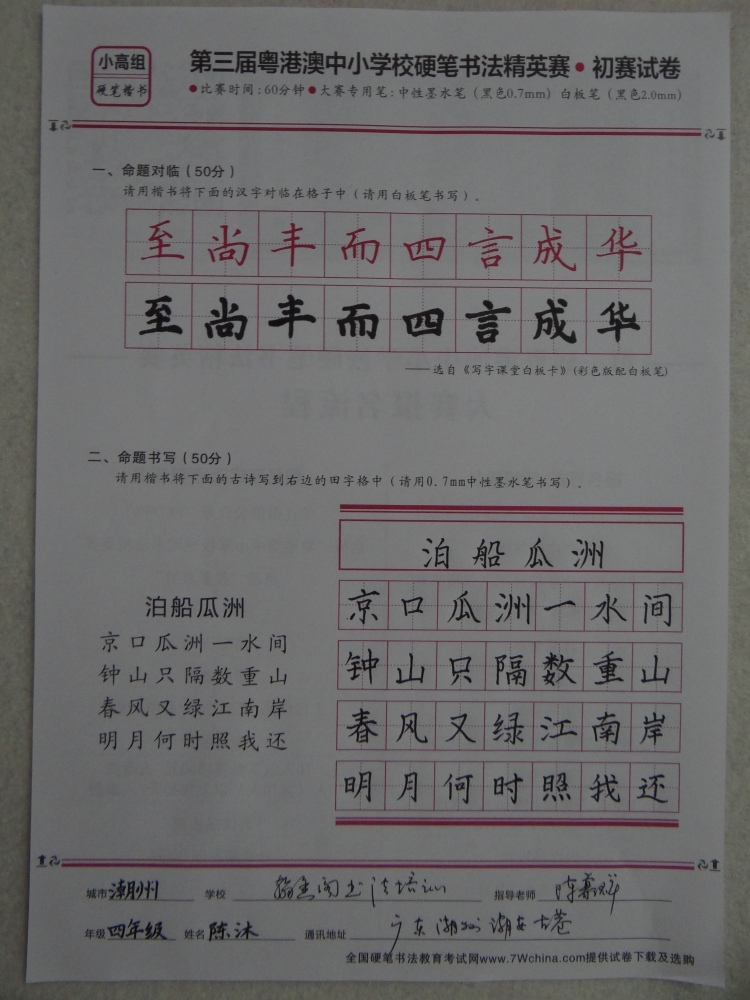 小高组
硬笔楷书
第三届粤港澳中小学校硬笔书法精英赛·初赛试卷
●比赛时间:60分钟●大赛专用笔:中性墨水笔(黑色0.7mm) 白板笔(黑色2.0mm)
一、命题对临(50分)
请用楷书将下面的汉字对临在格子中(请用白板笔书写)。
至尚丰而四言成华
至尚丰而四言成华
——选自《写字课堂白板卡》(彩色版配白板笔)
二、命题书写(50分)
请用楷书将下面的古诗写到右边的田字格中(请用0.7mm中性墨水笔书写)。
泊船瓜洲
京口瓜洲一水间
钟山只隔数重山
春风又绿江南岸
明月何时照我还
泊船瓜洲
京口瓜洲一水间
钟山只隔数重山
春风又绿江南岸
明月何时照我还
城市 潮州 学校 书法培训 指导老师
年级 四年级 姓名 陈沐 通讯地址 广东潮州潮安古巷
全国硬笔书法教育考试网www.7Wchina.com提供试卷下载及选购